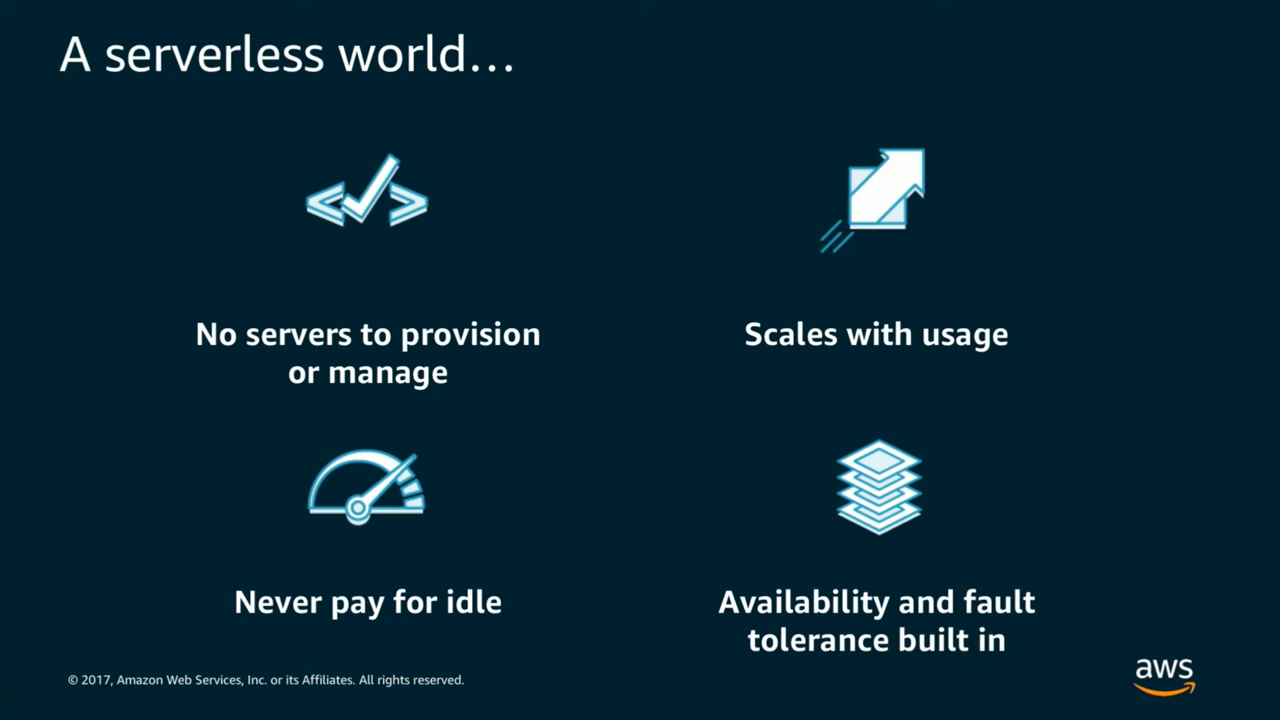 A serverless world…
No servers to provision
or manage
Scales with usage
Never pay for idle
Availability and fault
tolerance built in
© 2017, Amazon Web Services, Inc. or its Affiliates. All rights reserved.
aws